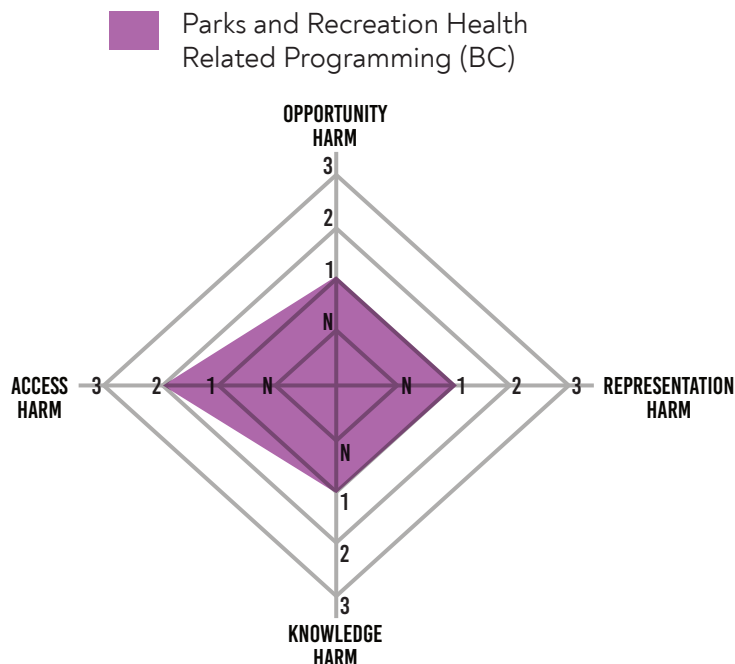 Parks and Recreation Health
Related Programming (BC)
OPPORTUNITY
HARM
3
2
1
N
ACCESS
HARM
3 2 1 N N 1 2 3
REPRESENTATION
HARM
N
1
2
3
KNOWLEDGE
HARM